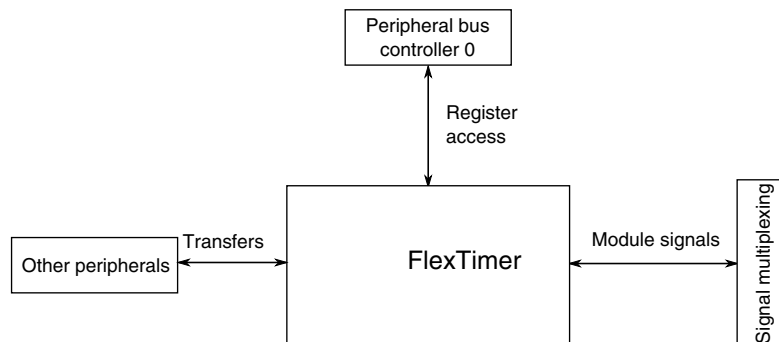 Peripheral bus
controller 0
Register
access
Transfers
Other peripherals
FlexTimer
Module signals
Signal multiplexing